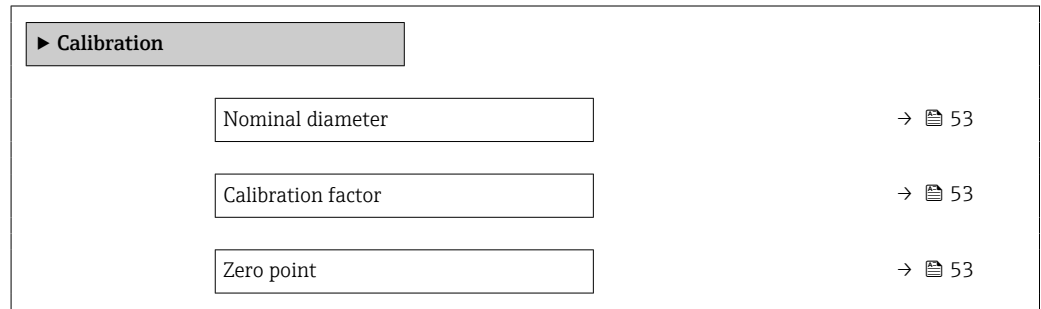 ► Calibration
Nominal diameter → 🖺 53
Calibration factor → 🖺 53
Zero point → 🖺 53